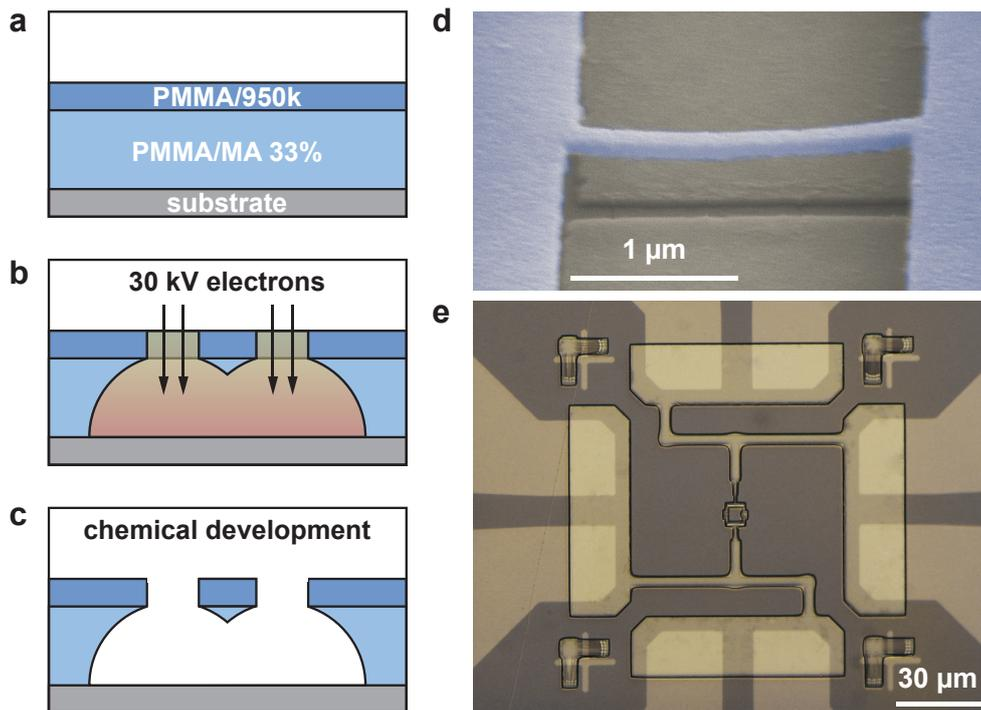 a
PMMA/950k
PMMA/MA 33%
substrate
b
30 kV electrons
c
chemical development
d
1 µm
e
30 µm